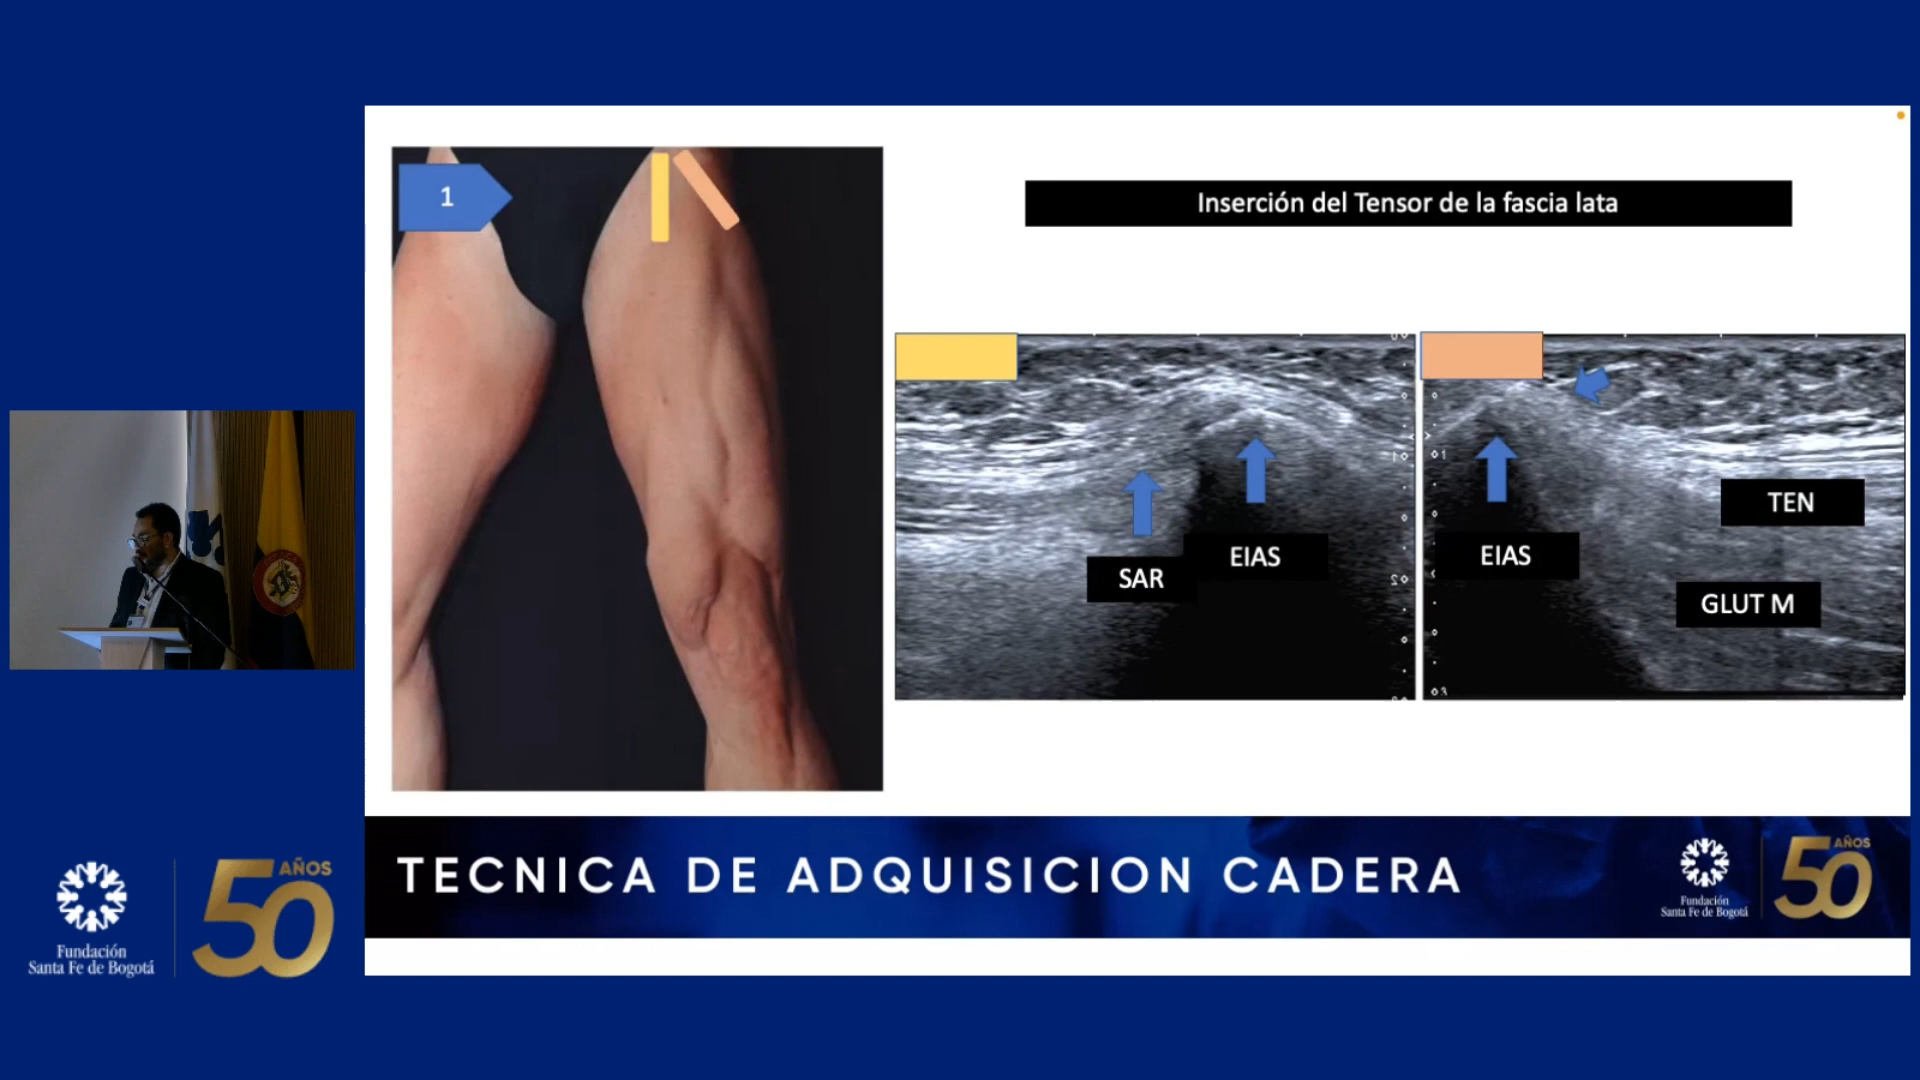 1
Inserción del Tensor de la fascia lata
SAR
EIAS
EIAS
TEN
GLUT M
TECNICA DE ADQUISICION CADERA
Fundación
Santa Fe de Bogotá
50 AÑOS
Fundación
Santa Fe de Bogotá
50 AÑOS